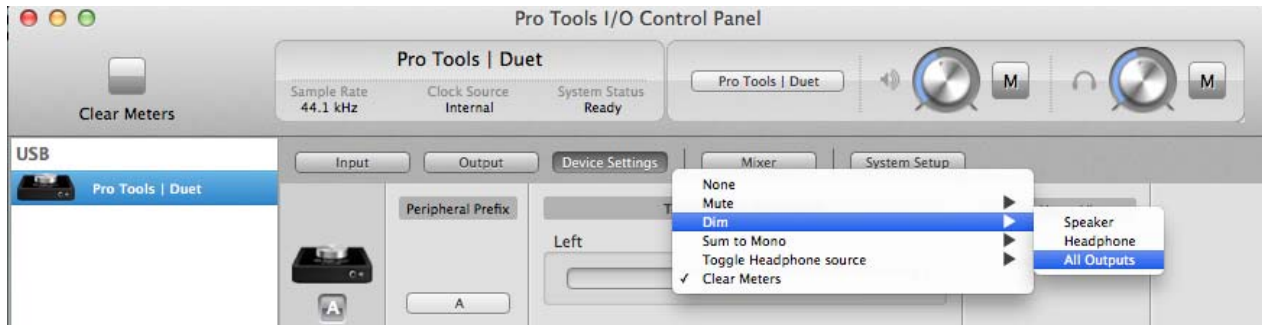 Pro Tools I/O Control Panel
Clear Meters
Pro Tools | Duet
Sample Rate
44.1 kHz
Clock Source
Internal
System Status
Ready
Pro Tools | Duet
M
M
USB
Pro Tools | Duet
Input
Output
Device Settings
Mixer
System Setup
Peripheral Prefix
A
A
Left
None
Mute
Dim
Sum to Mono
Toggle Headphone source
✓ Clear Meters
Speaker
Headphone
All Outputs